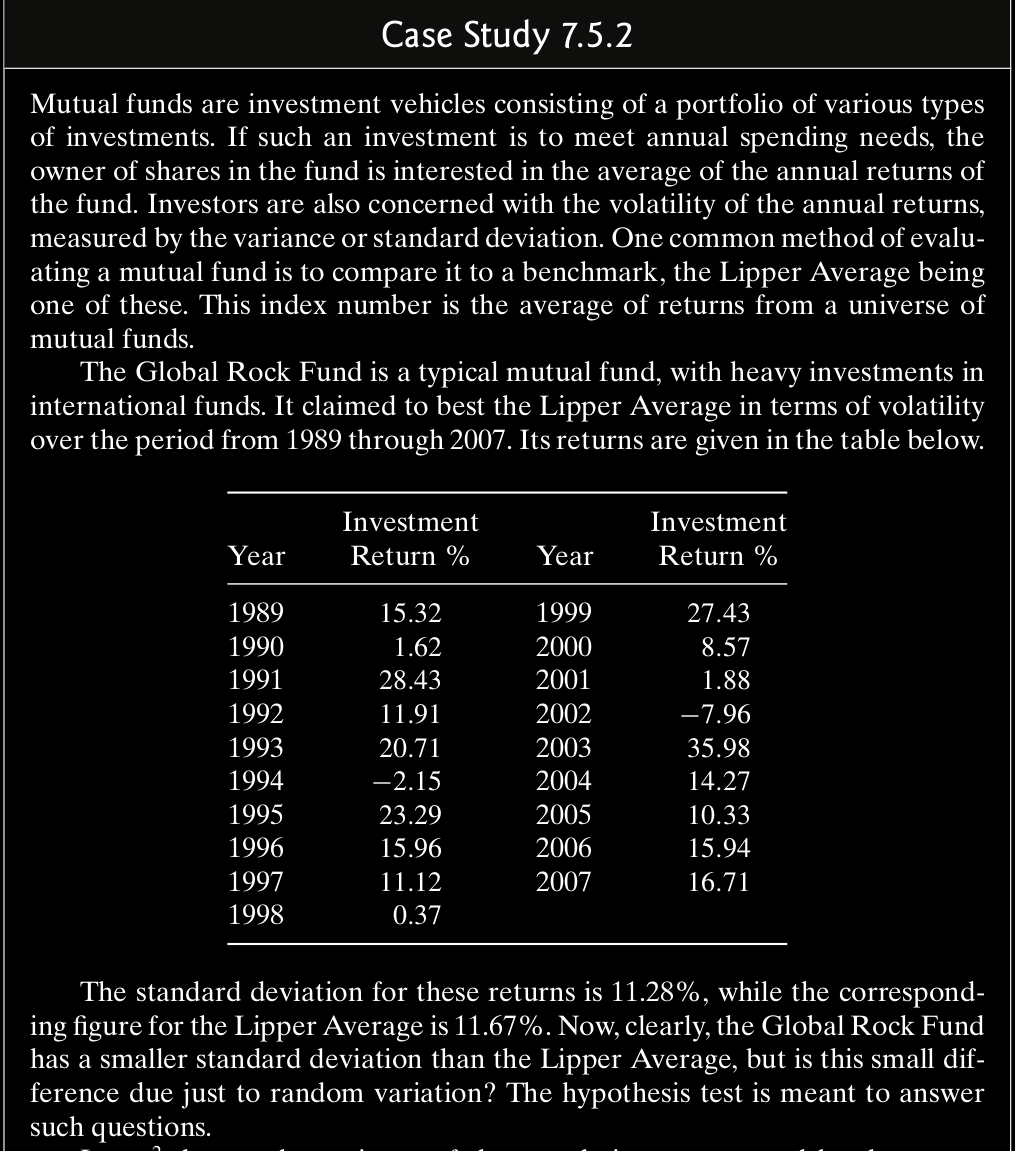 Case Study 7.5.2
Mutual funds are investment vehicles consisting of a portfolio of various types
of investments. If such an investment is to meet annual spending needs, the
owner of shares in the fund is interested in the average of the annual returns of
the fund. Investors are also concerned with the volatility of the annual returns,
measured by the variance or standard deviation. One common method of evalu-
ating a mutual fund is to compare it to a benchmark, the Lipper Average being
one of these. This index number is the average of returns from a universe of
mutual funds.
The Global Rock Fund is a typical mutual fund, with heavy investments in
international funds. It claimed to best the Lipper Average in terms of volatility
over the period from 1989 through 2007. Its returns are given in the table below.
Investment Investment
Year Return % Year Return %
1989 15.32 1999 27.43
1990 1.62 2000 8.57
1991 28.43 2001 1.88
1992 11.91 2002 −7.96
1993 20.71 2003 35.98
1994 −2.15 2004 14.27
1995 23.29 2005 10.33
1996 15.96 2006 15.94
1997 11.12 2007 16.71
1998 0.37
The standard deviation for these returns is 11.28%, while the correspond-
ing figure for the Lipper Average is 11.67%. Now, clearly, the Global Rock Fund
has a smaller standard deviation than the Lipper Average, but is this small dif-
ference due just to random variation? The hypothesis test is meant to answer
such questions.